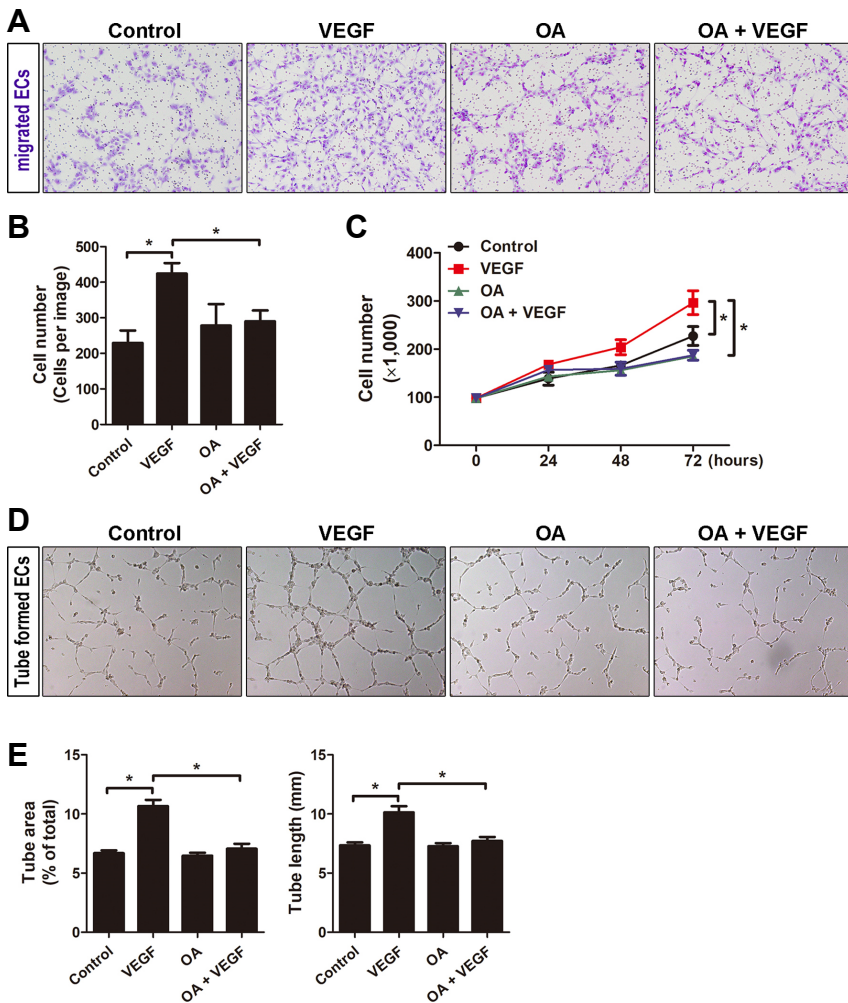 A
Control
VEGF
OA
OA + VEGF
migrated ECs
B
Cell number
(Cells per image)
500
400
300
200
100
0
*
*
Control
VEGF
OA
OA + VEGF
C
Control
VEGF
OA
OA + VEGF
Cell number
(×1,000)
400
300
200
100
0
*
*
0
24
48
72
(hours)
D
Control
VEGF
OA
OA + VEGF
Tube formed ECs
E
Tube area
(% of total)
15
10
5
0
*
*
Control
VEGF
OA
OA + VEGF
Tube length (mm)
15
10
5
0
*
*
Control
VEGF
OA
OA + VEGF